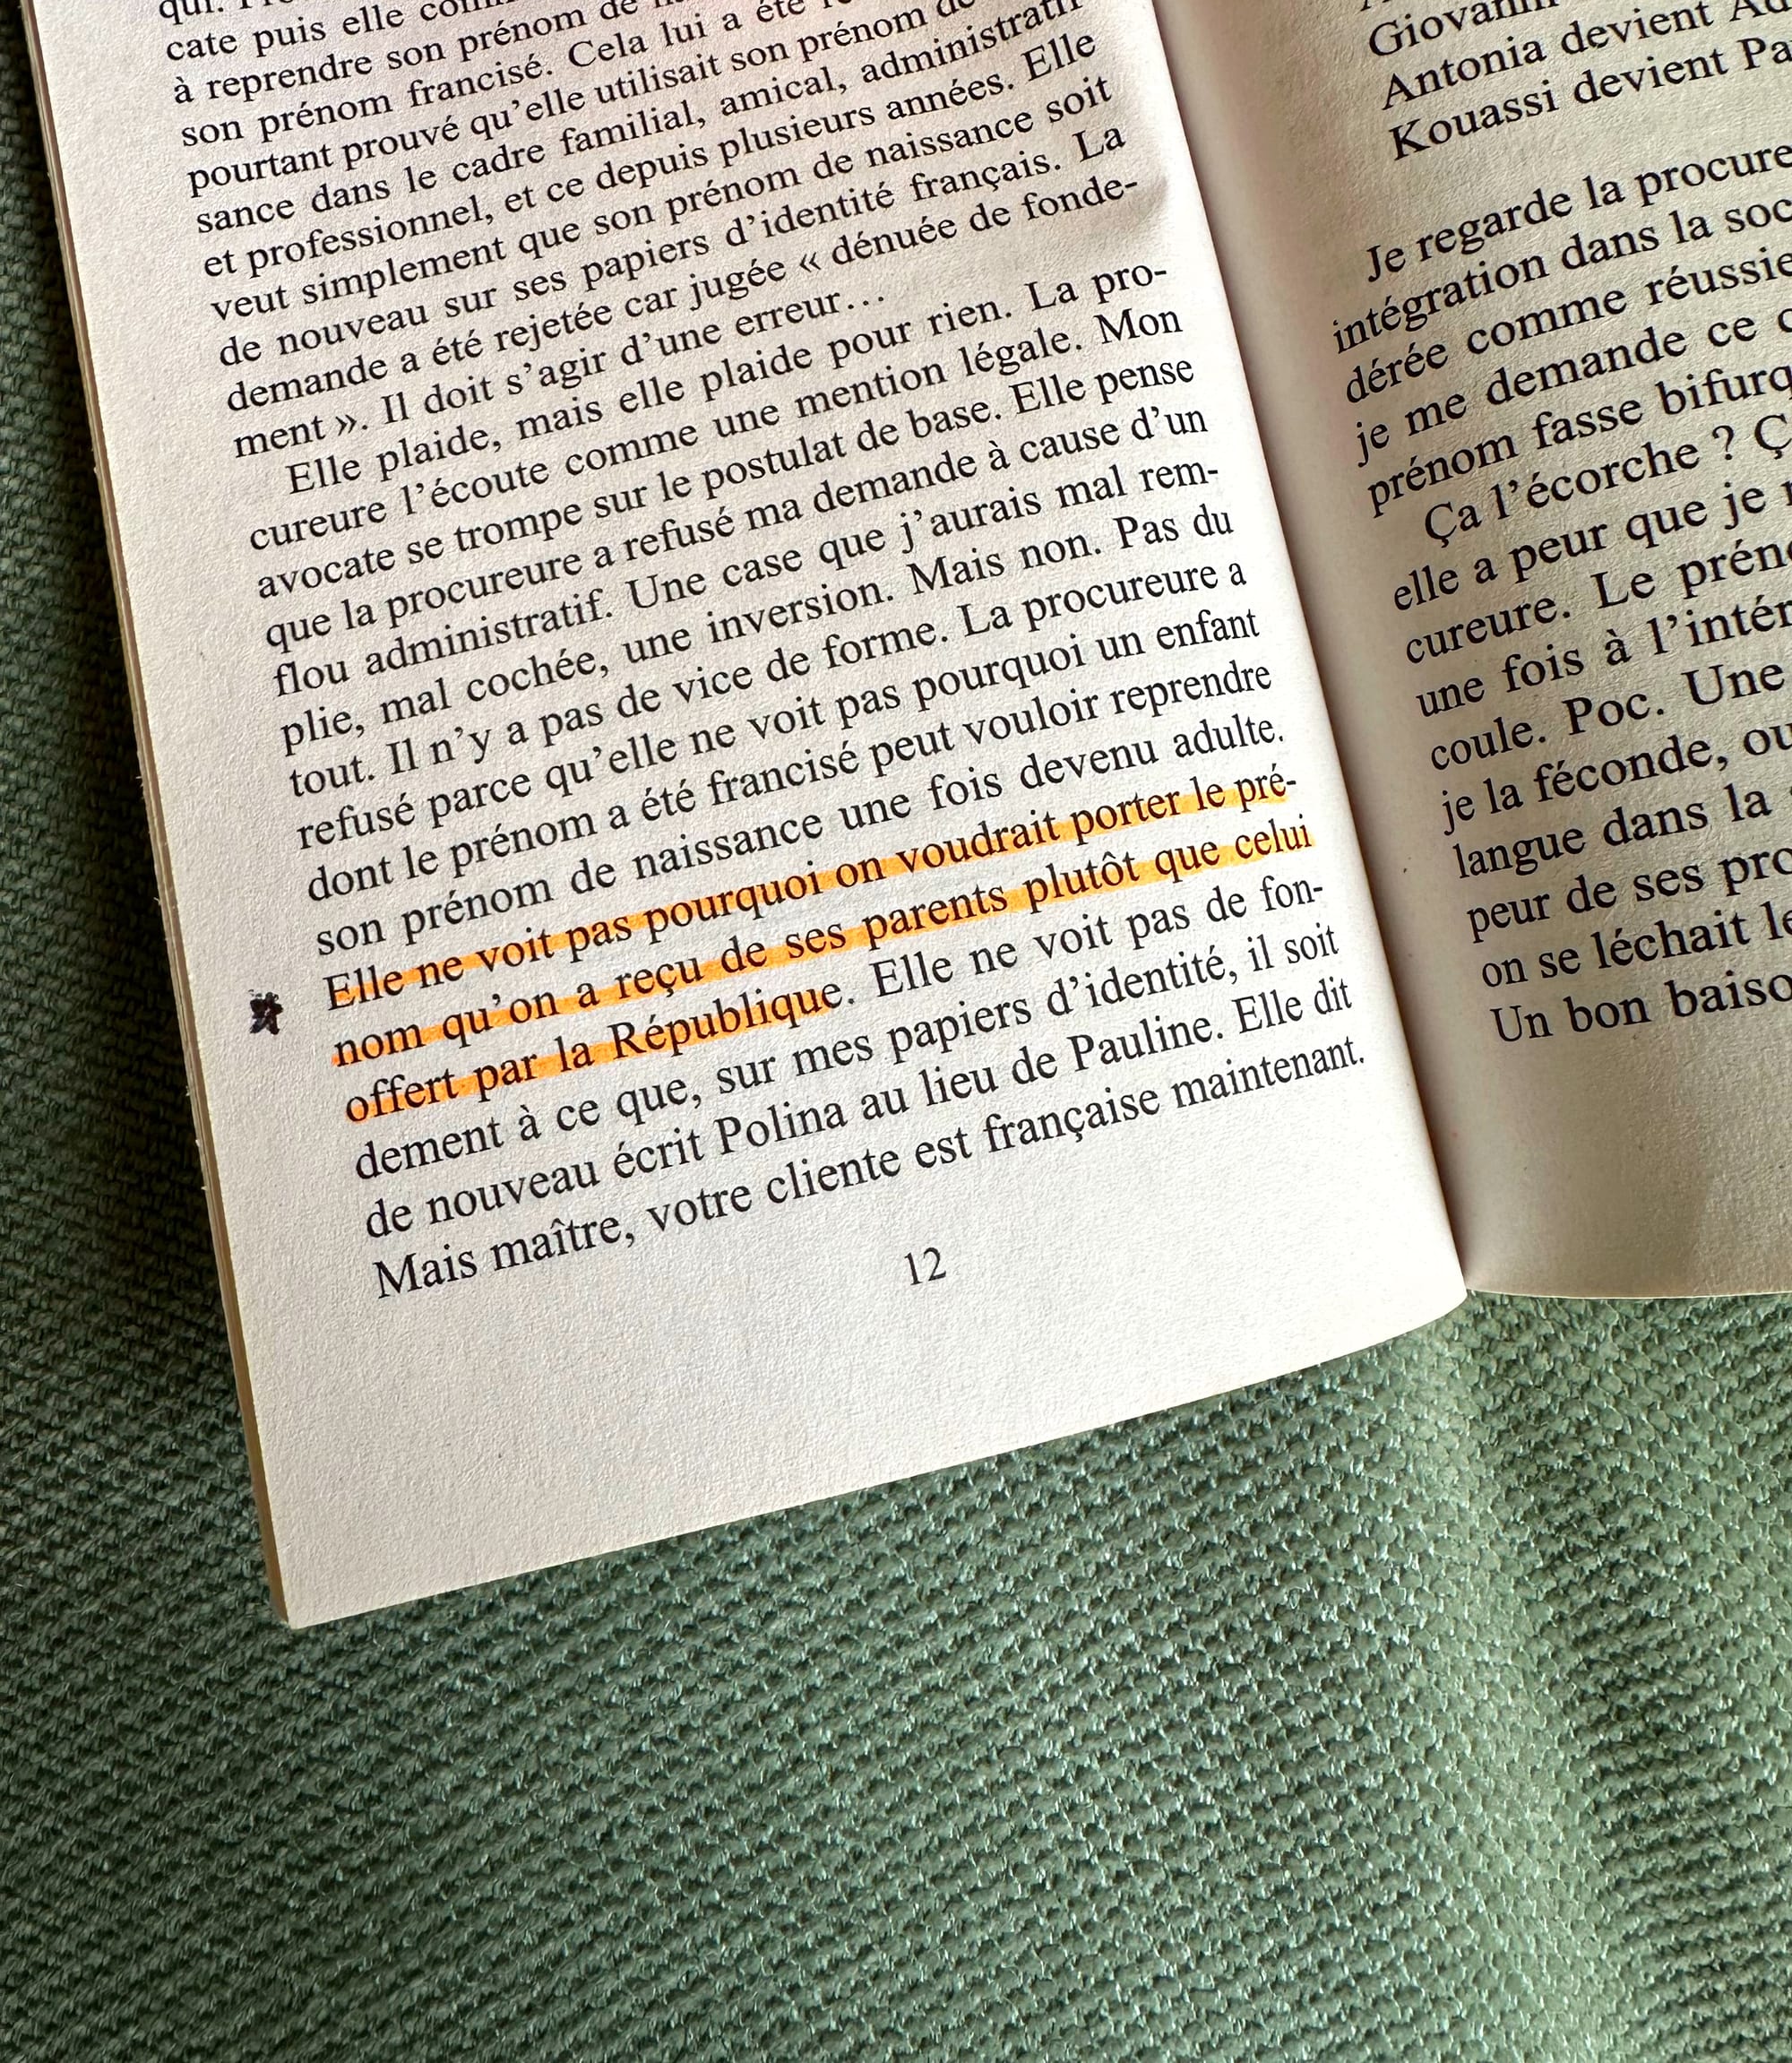 qui.
cate puis elle
à reprendre son prénom de
son prénom francisé. Cela lui a été
pourtant prouvé qu'elle utilisait son prénom de
sance dans le cadre familial, amical, administratif
et professionnel, et ce depuis plusieurs années. Elle
veut simplement que son prénom de naissance soit
de nouveau sur ses papiers d'identité français. La
demande a été rejetée car jugée « dénuée de fonde-
ment ». Il doit s'agir d'une erreur…
Elle plaide, mais elle plaide pour rien. La pro-
cureure l'écoute comme une mention légale. Mon
avocate se trompe sur le postulat de base. Elle pense
que la procureure a refusé ma demande à cause d'un
flou administratif. Une case que j'aurais mal rem-
plie, mal cochée, une inversion. Mais non. Pas du
tout. Il n'y a pas de vice de forme. La procureure a
refusé parce qu'elle ne voit pas pourquoi un enfant
dont le prénom a été francisé peut vouloir reprendre
son prénom de naissance une fois devenu adulte.
Elle ne voit pas pourquoi on voudrait porter le pré-
nom qu'on a reçu de ses parents plutôt que celui
offert par la République. Elle ne voit pas de fon-
dement à ce que, sur mes papiers d'identité, il soit
de nouveau écrit Polina au lieu de Pauline. Elle dit
Mais maître, votre cliente est française maintenant.
12
Antonia devient
Kouassi devient
Je regarde la
intégration dans la
dérée comme
je me demande ce
prénom fasse
Ça l'écorche ?
elle a peur que je
cureure. Le
une fois à
coule. Poc. Une
je la féconde,
langue dans la
peur de ses
on se léchait
Un bon